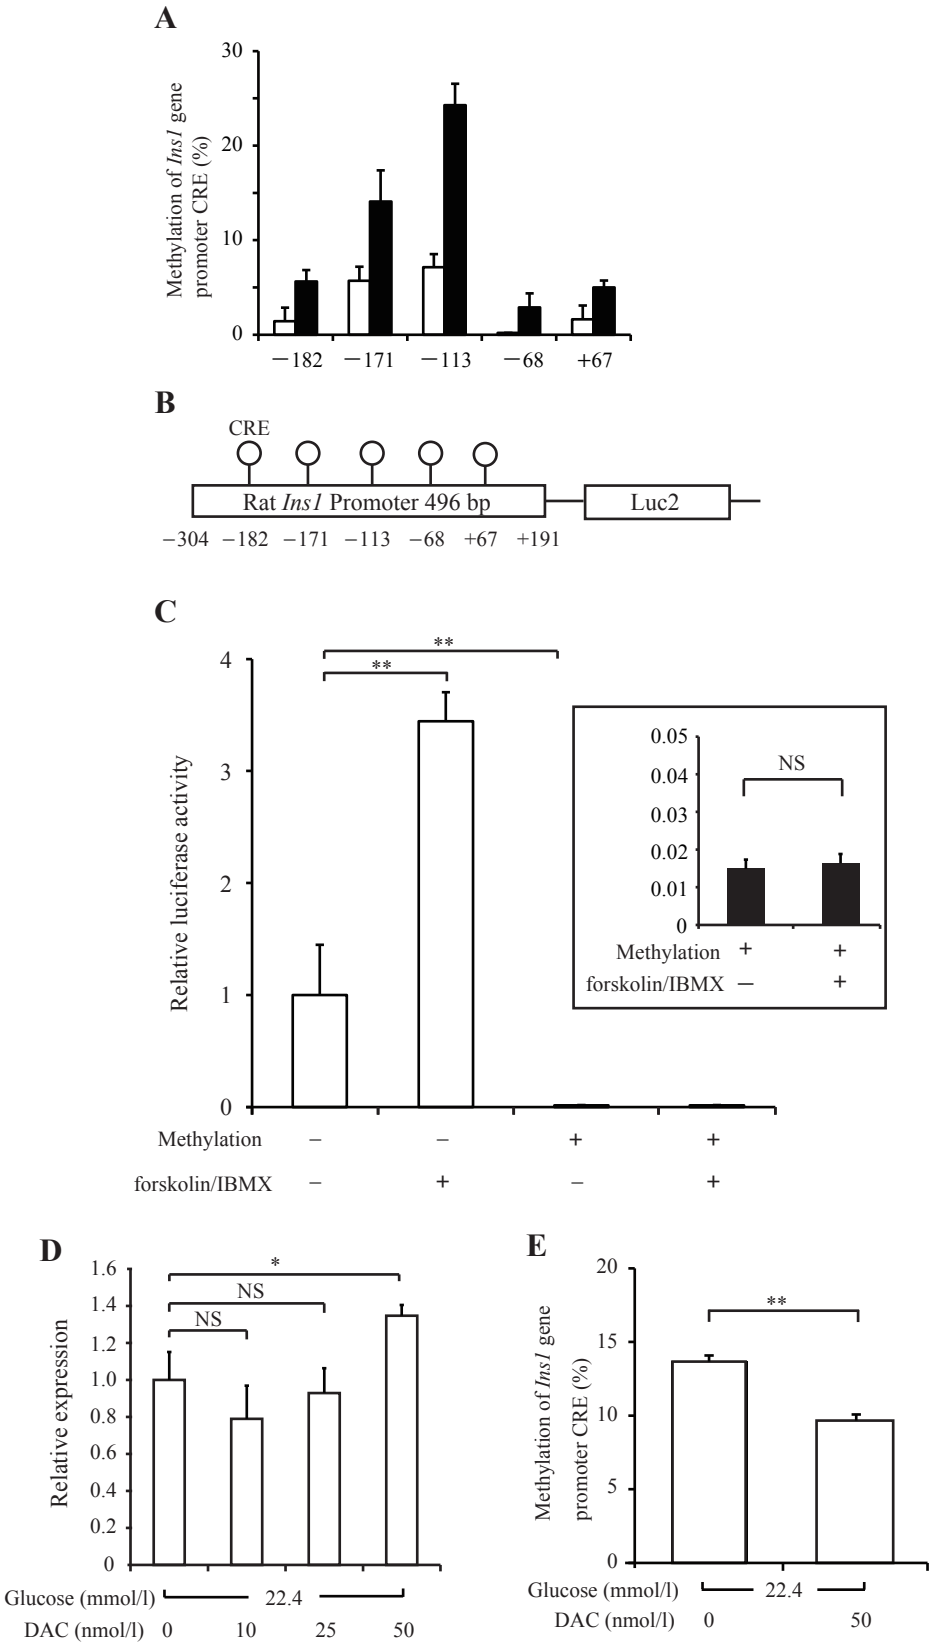 A
Methylation of Ins1 gene
promoter CRE (%)
30
20
10
0
−182 −171 −113 −68 +67
B
CRE
Rat Ins1 Promoter 496 bp
Luc2
−304 −182 −171 −113 −68 +67 +191
C
Relative luciferase activity
4
3
2
1
0
**
**
Methylation − − + +
forskolin/IBMX − + − +
0.05
0.04
0.03
0.02
0.01
0
NS
Methylation + +
forskolin/IBMX − +
D
Relative expression
1.6
1.4
1.2
1.0
0.8
0.6
0.4
0.2
0
*
NS
NS
Glucose (mmol/l) 22.4
DAC (nmol/l) 0 10 25 50
E
Methylation of Ins1 gene
promoter CRE (%)
20
15
10
5
0
**
Glucose (mmol/l) 22.4
DAC (nmol/l) 0 50